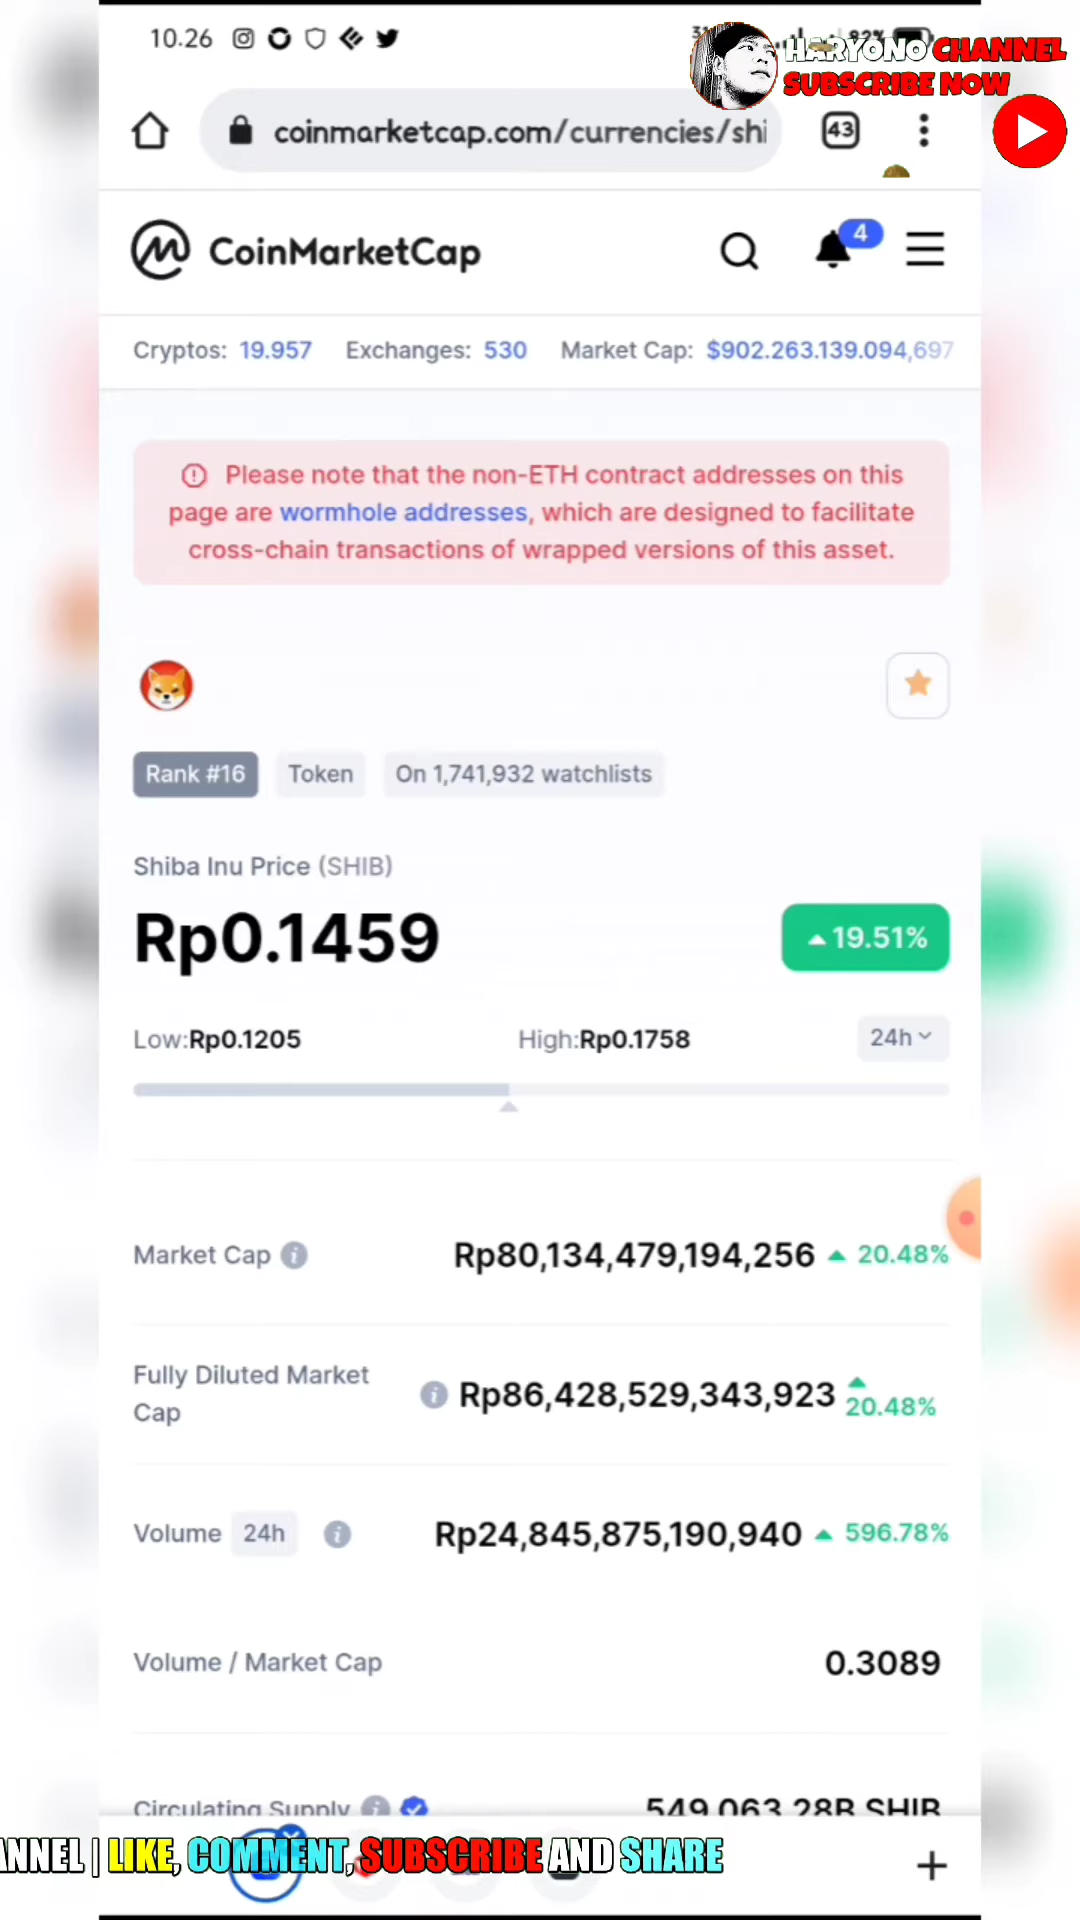 10.26
82%
HARYONO CHANNEL
SUBSCRIBE NOW
coinmarketcap.com/currencies/shi
43
CoinMarketCap
4
Cryptos: 19.957 Exchanges: 530 Market Cap: $902.263.139.094,697
Please note that the non-ETH contract addresses on this
page are wormhole addresses, which are designed to facilitate
cross-chain transactions of wrapped versions of this asset.
Rank #16 Token On 1,741,932 watchlists
Shiba Inu Price (SHIB)
Rp0.1459
19.51%
Low:Rp0.1205 High:Rp0.1758 24h
Market Cap Rp80,134,479,194,256 20.48%
Fully Diluted Market
Cap
Rp86,428,529,343,923 20.48%
Volume 24h Rp24,845,875,190,940 596.78%
Volume / Market Cap 0.3089
Circulating Supply 549,063.28B SHIB
ANNEL | LIKE, COMMENT, SUBSCRIBE AND SHARE